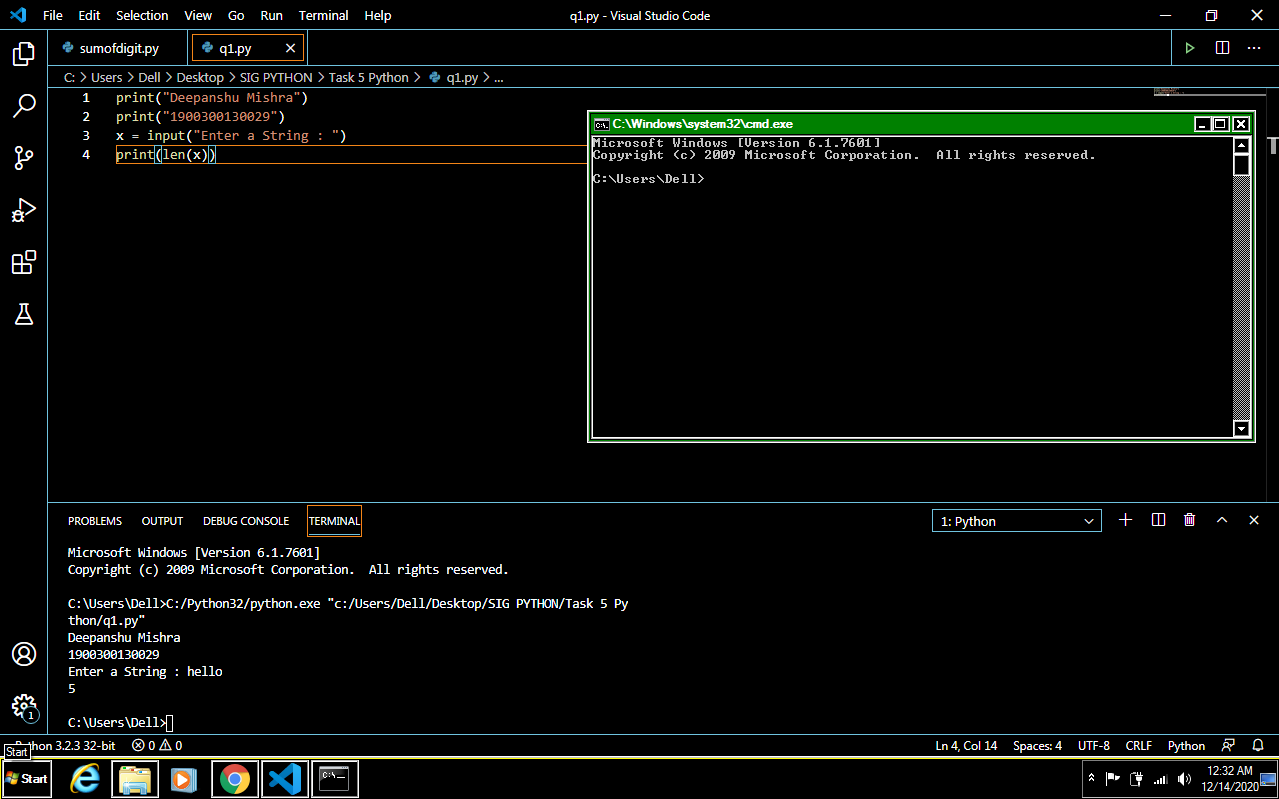 File Edit Selection View Go Run Terminal Help q1.py - Visual Studio Code
sumofdigit.py q1.py
C: > Users > Dell > Desktop > SIG PYTHON > Task 5 Python > q1.py > ...
1 print("Deepanshu Mishra")
2 print("1900300130029")
3 x = input("Enter a String : ")
4 print(len(x))
C:\Windows\system32\cmd.exe
Microsoft Windows [Version 6.1.7601]
Copyright (c) 2009 Microsoft Corporation.  All rights reserved.
C:\Users\Dell>
PROBLEMS OUTPUT DEBUG CONSOLE TERMINAL 1: Python
Microsoft Windows [Version 6.1.7601]
Copyright (c) 2009 Microsoft Corporation.  All rights reserved.
C:\Users\Dell>C:/Python32/python.exe "c:/Users/Dell/Desktop/SIG PYTHON/Task 5 Py
thon/q1.py"
Deepanshu Mishra
1900300130029
Enter a String : hello
5
C:\Users\Dell>
1
thon 3.2.3 32-bit 0 0 Ln 4, Col 14 Spaces: 4 UTF-8 CRLF Python
Start
Start C:\. 12:32 AM
12/14/2020